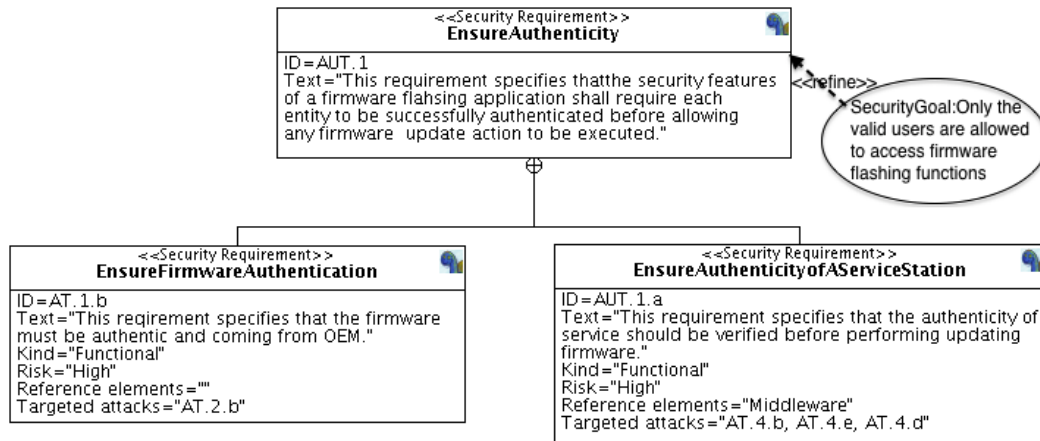 <<Security Requirement>>
EnsureAuthenticity
ID=AUT.1
Text="This requirement specifies thatthe security features
of a firmware flahsing application shall require each
entity to be successfully authenticated before allowing
any firmware update action to be executed."
<<refine>>
SecurityGoal:Only the
valid users are allowed
to access firmware
flashing functions
<<Security Requirement>>
EnsureFirmwareAuthentication
ID=AT.1.b
Text="This reqirement specifies that the firmware
must be authentic and coming from OEM."
Kind="Functional"
Risk="High"
Reference elements=""
Targeted attacks="AT.2.b"
<<Security Requirement>>
EnsureAuthenticityofAServiceStation
ID=AUT.1.a
Text="This requirement specifies that the authenticity of
service should be verified before performing updating
firmware."
Kind="Functional"
Risk="High"
Reference elements="Middleware"
Targeted attacks="AT.4.b, AT.4.e, AT.4.d"